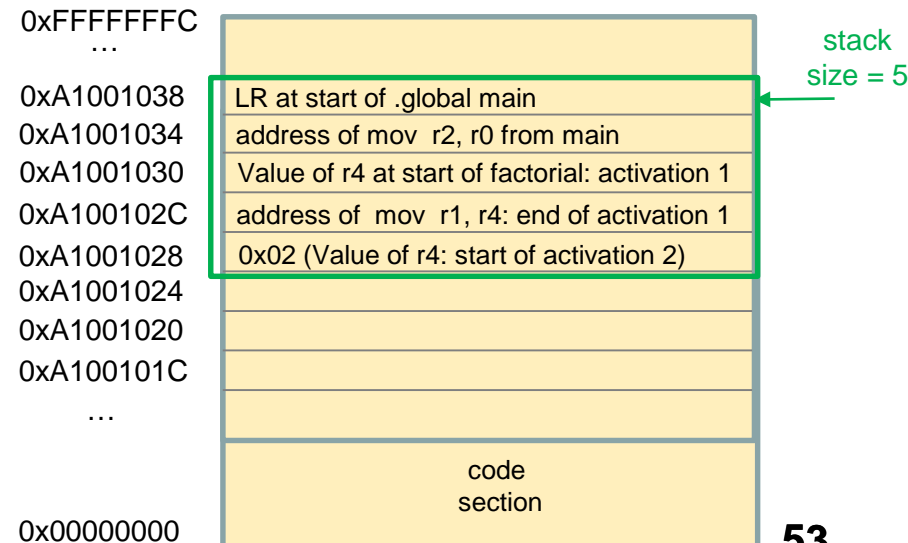 0xFFFFFFFC
…
stack
size = 5
0xA1001038 LR at start of .global main
0xA1001034 address of mov r2, r0 from main
0xA1001030 Value of r4 at start of factorial: activation 1
0xA100102C address of mov r1, r4: end of activation 1
0xA1001028 0x02 (Value of r4: start of activation 2)
0xA1001024
0xA1001020
0xA100101C
…
code
section
0x00000000
53